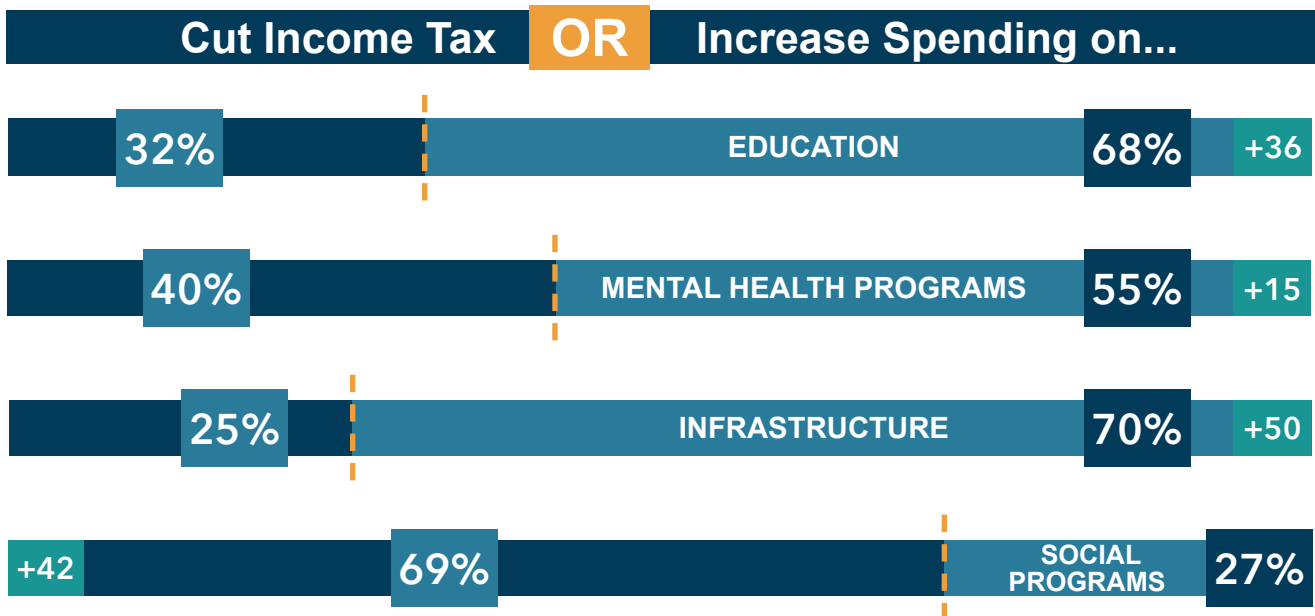 Cut Income Tax OR Increase Spending on...
32% EDUCATION 68% +36
40% MENTAL HEALTH PROGRAMS 55% +15
25% INFRASTRUCTURE 70% +50
+42 69% SOCIAL PROGRAMS 27%